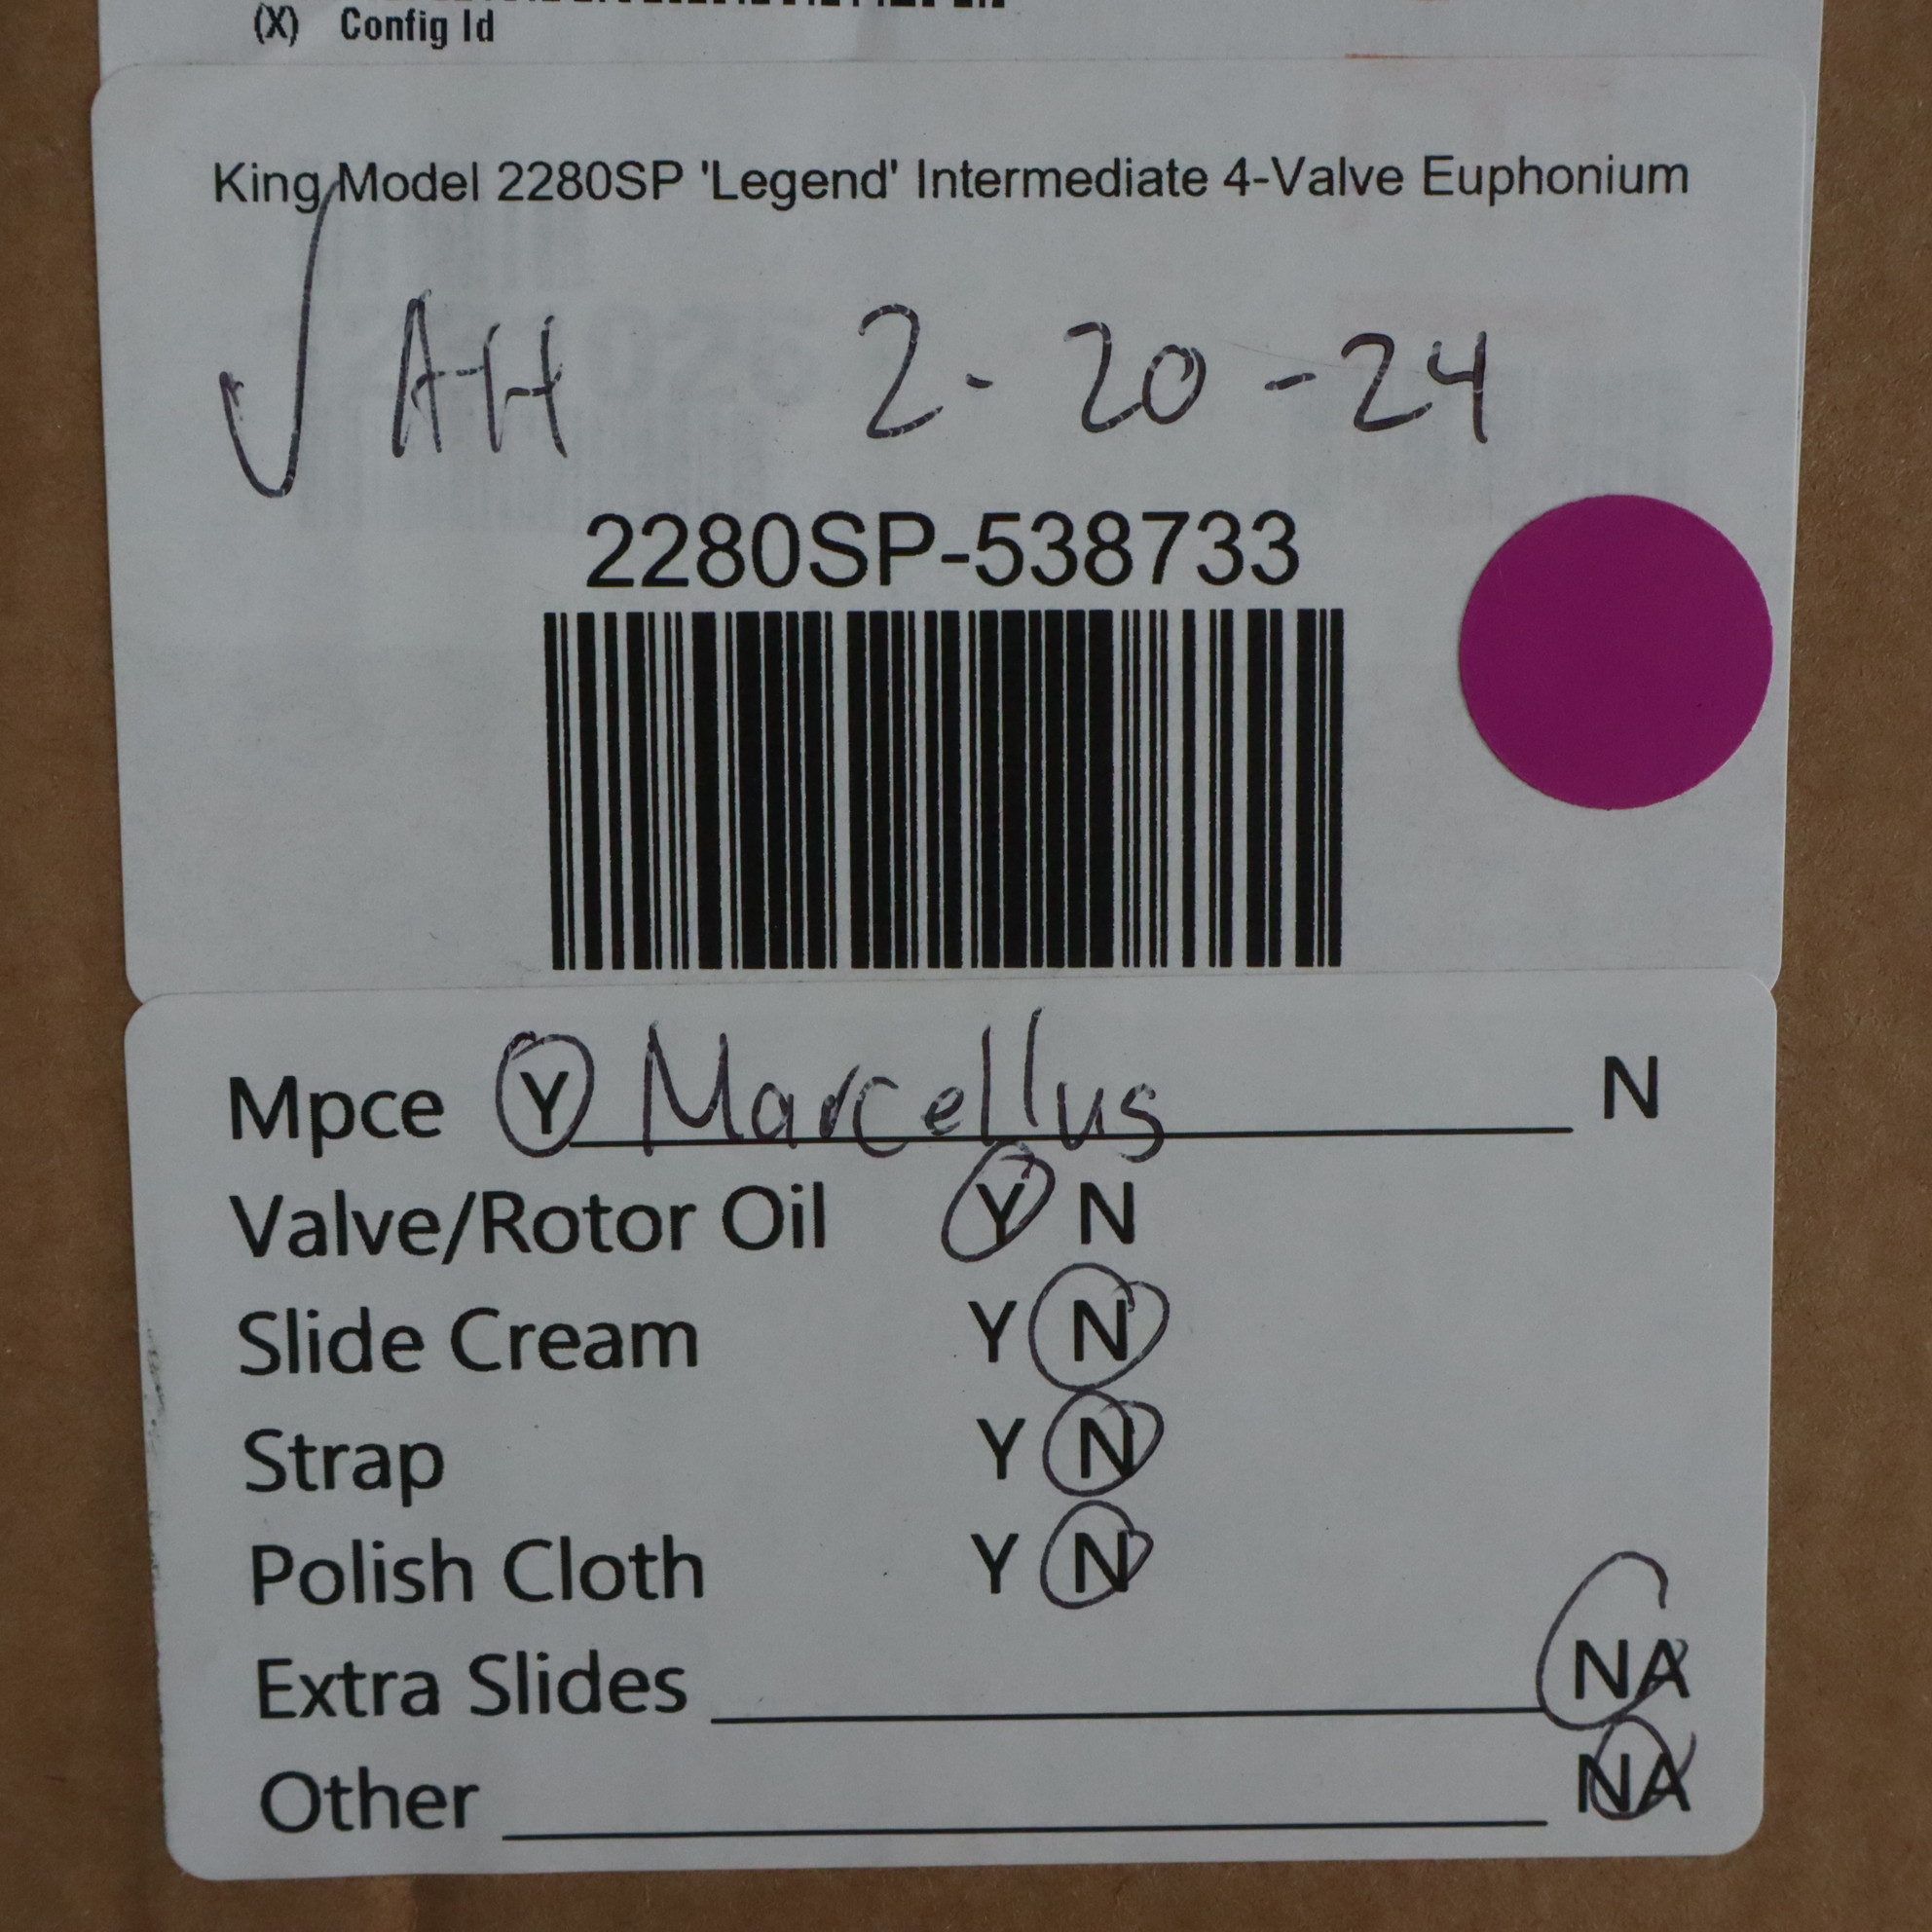 (X) Config Id
King Model 2280SP 'Legend' Intermediate 4-Valve Euphonium
✓ AH 2-20-24
2280SP-538733
Mpce Y Marcellus N
Valve/Rotor Oil Y N
Slide Cream Y N
Strap Y N
Polish Cloth Y N
Extra Slides NA
Other NA